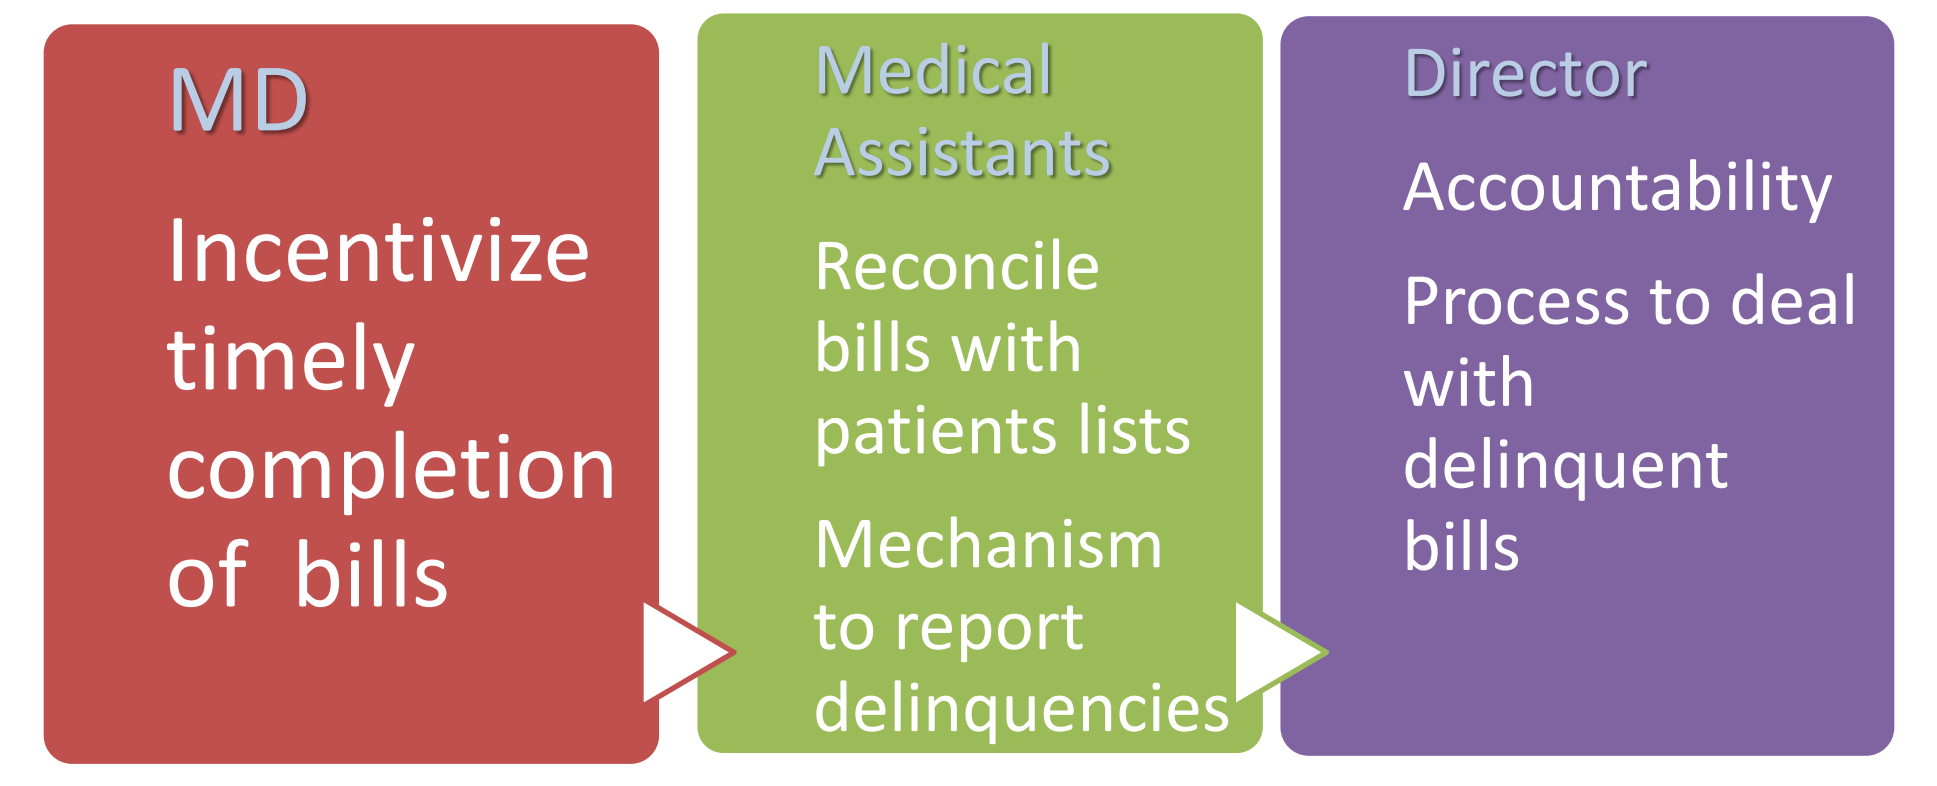 MD
Incentivize
timely
completion
of  bills
Medical
Assistants
Reconcile
bills with
patients lists
Mechanism
to report
delinquencies
Director
Accountability
Process to deal
with
delinquent
bills